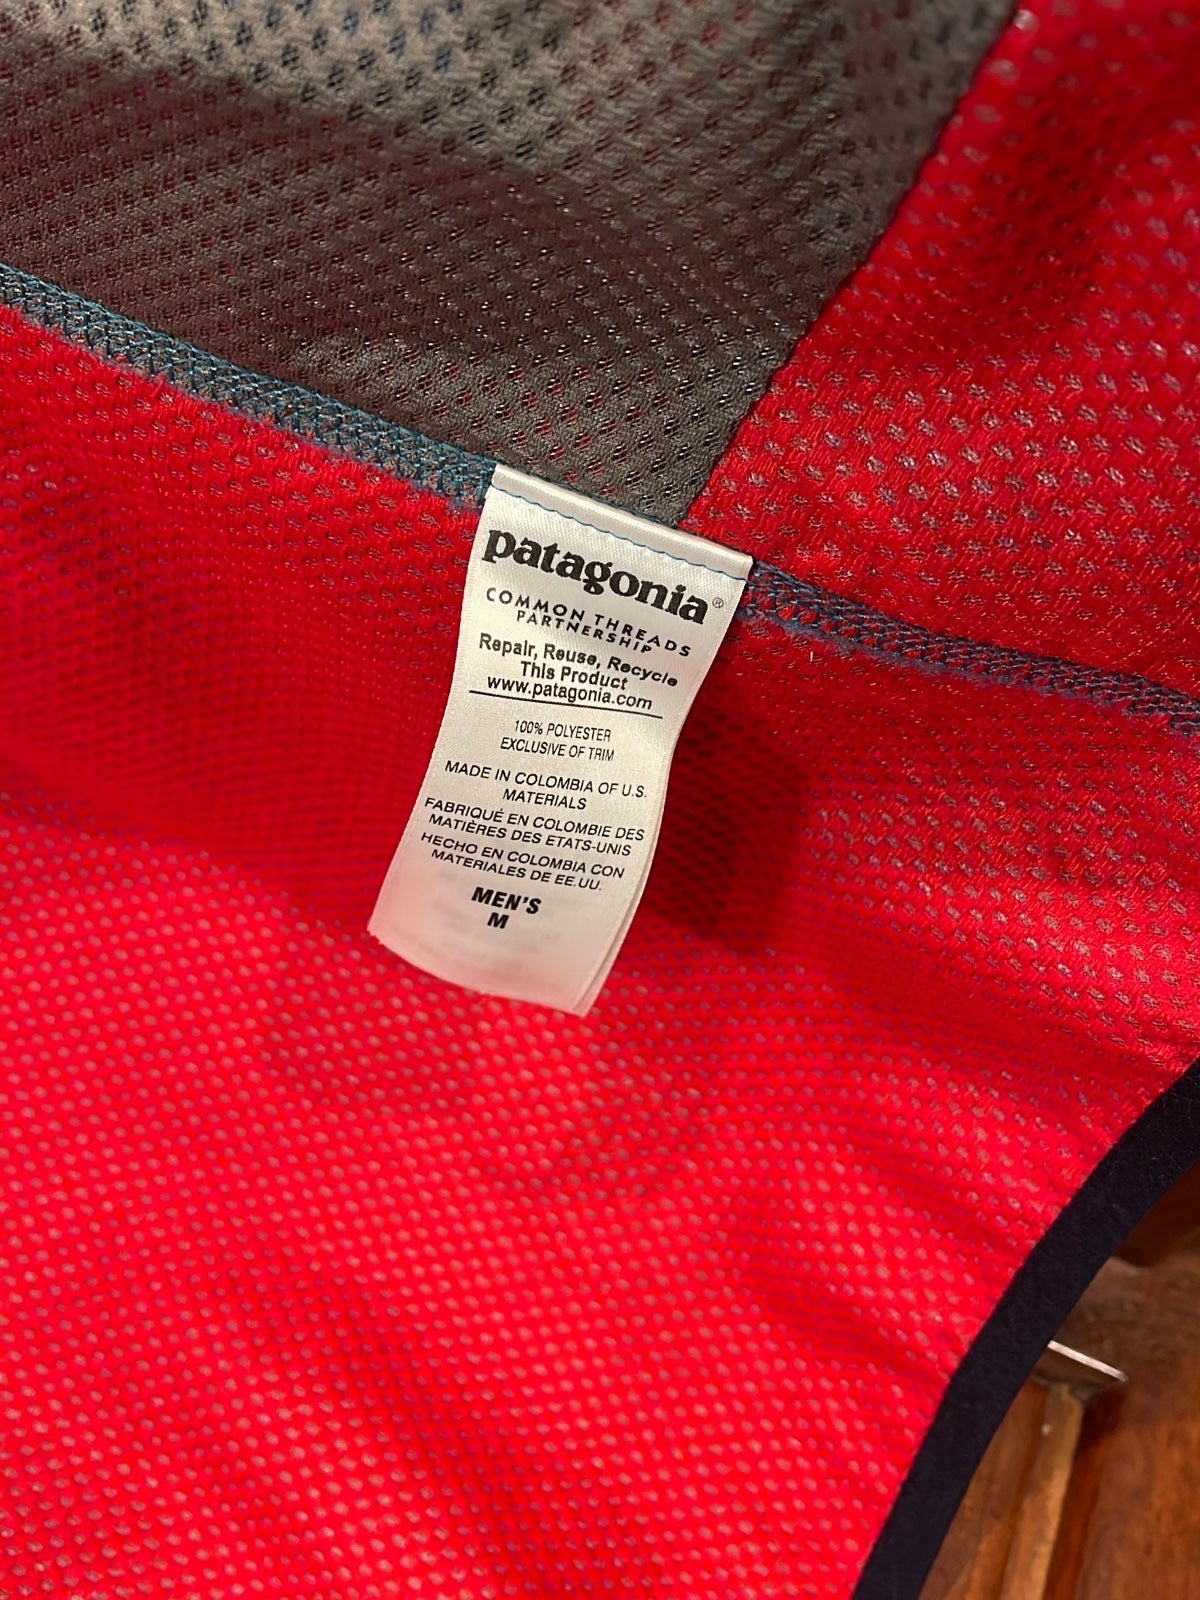 patagonia®
COMMON THREADS
PARTNERSHIP
Repair, Reuse, Recycle
This Product
www.patagonia.com
100% POLYESTER
EXCLUSIVE OF TRIM
MADE IN COLOMBIA OF U.S.
MATERIALS
FABRIQUÉ EN COLOMBIE DES
MATIÈRES DES ETATS-UNIS
HECHO EN COLOMBIA CON
MATERIALES DE EE.UU.
MEN'S
M